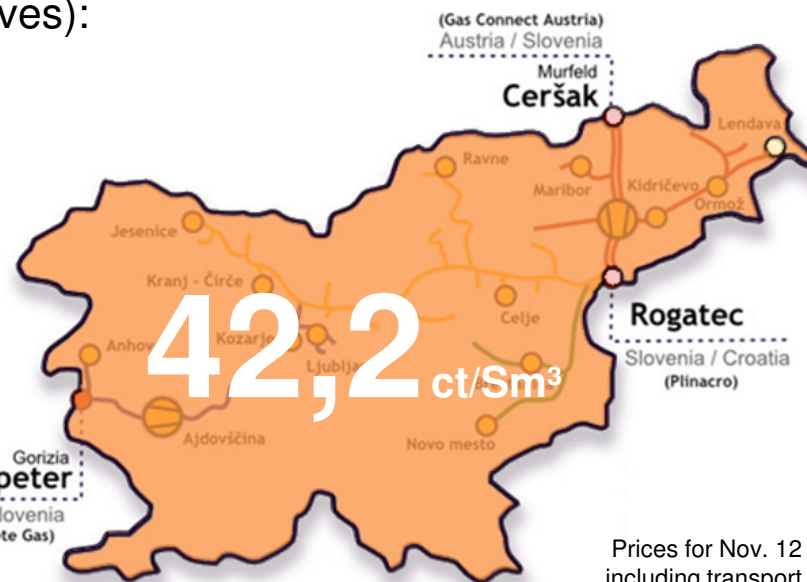 ves):
(Gas Connect Austria)
Austria / Slovenia
Murfeld
Ceršak
Lendava
Ravne
Maribor
Kidričevo
Ormož
Jesenice
Kranj - Čirče
Rogatec
Celje
Kozarje
42,2 ct/Sm³
Anhov
Ljublja
Slovenia / Croatia
(Plinacro)
Ajdovščina
Novo mesto
Gorizia
peter
lovenia
te Gas)
Prices for Nov. 12
including transport